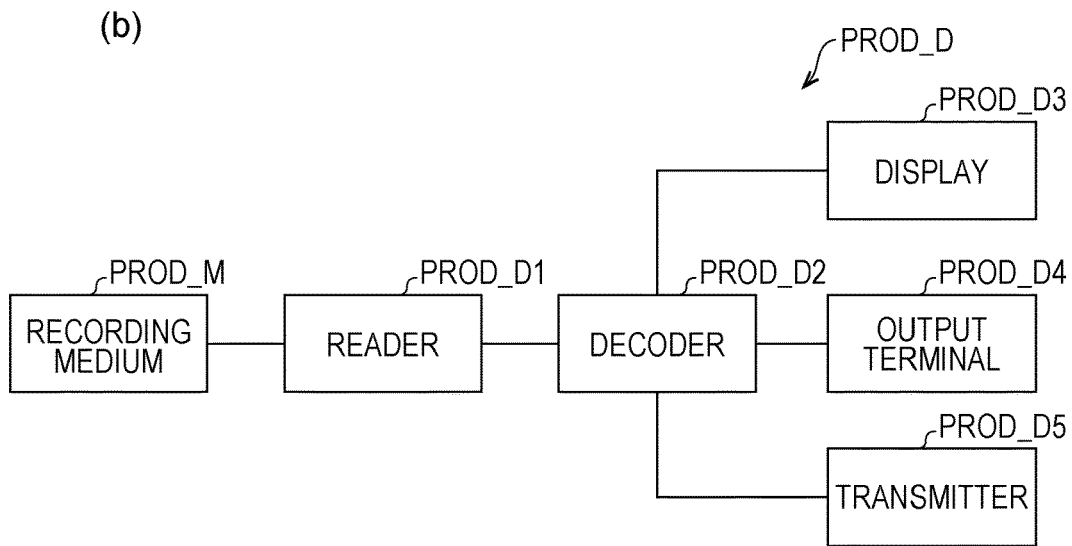 (b)
PROD_D
PROD_D3
DISPLAY
PROD_M
PROD_D1
PROD_D2
PROD_D4
RECORDING
MEDIUM
READER
DECODER
OUTPUT
TERMINAL
PROD_D5
TRANSMITTER